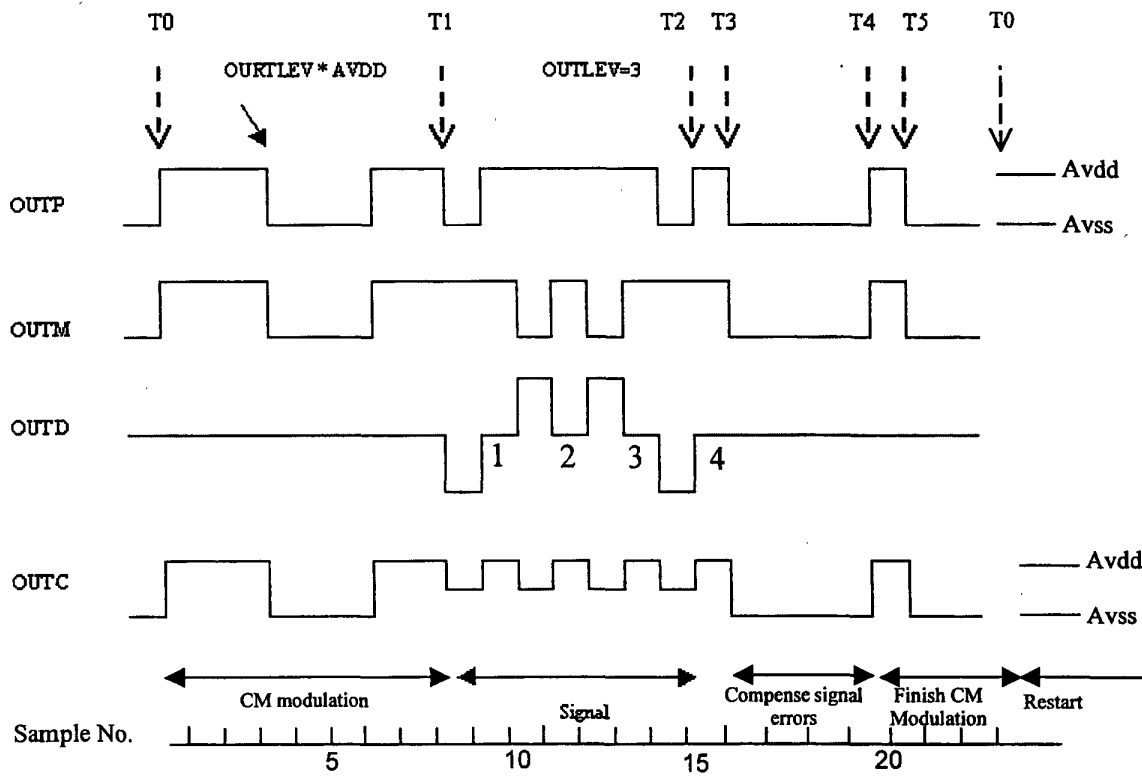 T0 T1 T2 T3 T4 T5 T0
OURTLEV * AVDD OUTLEV=3
Avdd
OUTP
Avss
OUTM
OUTD
1 2 3 4
Avdd
OUTC
Avss
CM modulation
Signal
Compense signal
errors
Finish CM
Modulation
Restart
Sample No.
5 10 15 20